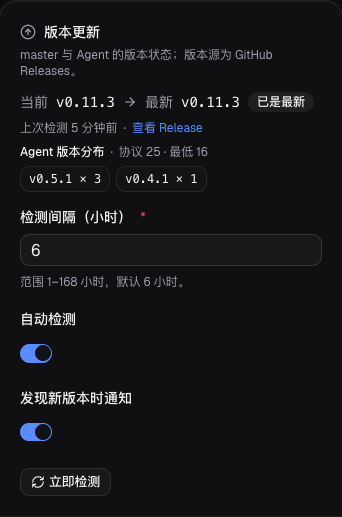 版本更新
master 与 Agent 的版本状态；版本源为 GitHub
Releases。
当前 v0.11.3 → 最新 v0.11.3 已是最新
上次检测 5 分钟前 · 查看 Release
Agent 版本分布 · 协议 25 · 最低 16
v0.5.1 × 3 v0.4.1 × 1
检测间隔（小时） *
6
范围 1–168 小时，默认 6 小时。
自动检测
发现新版本时通知
立即检测